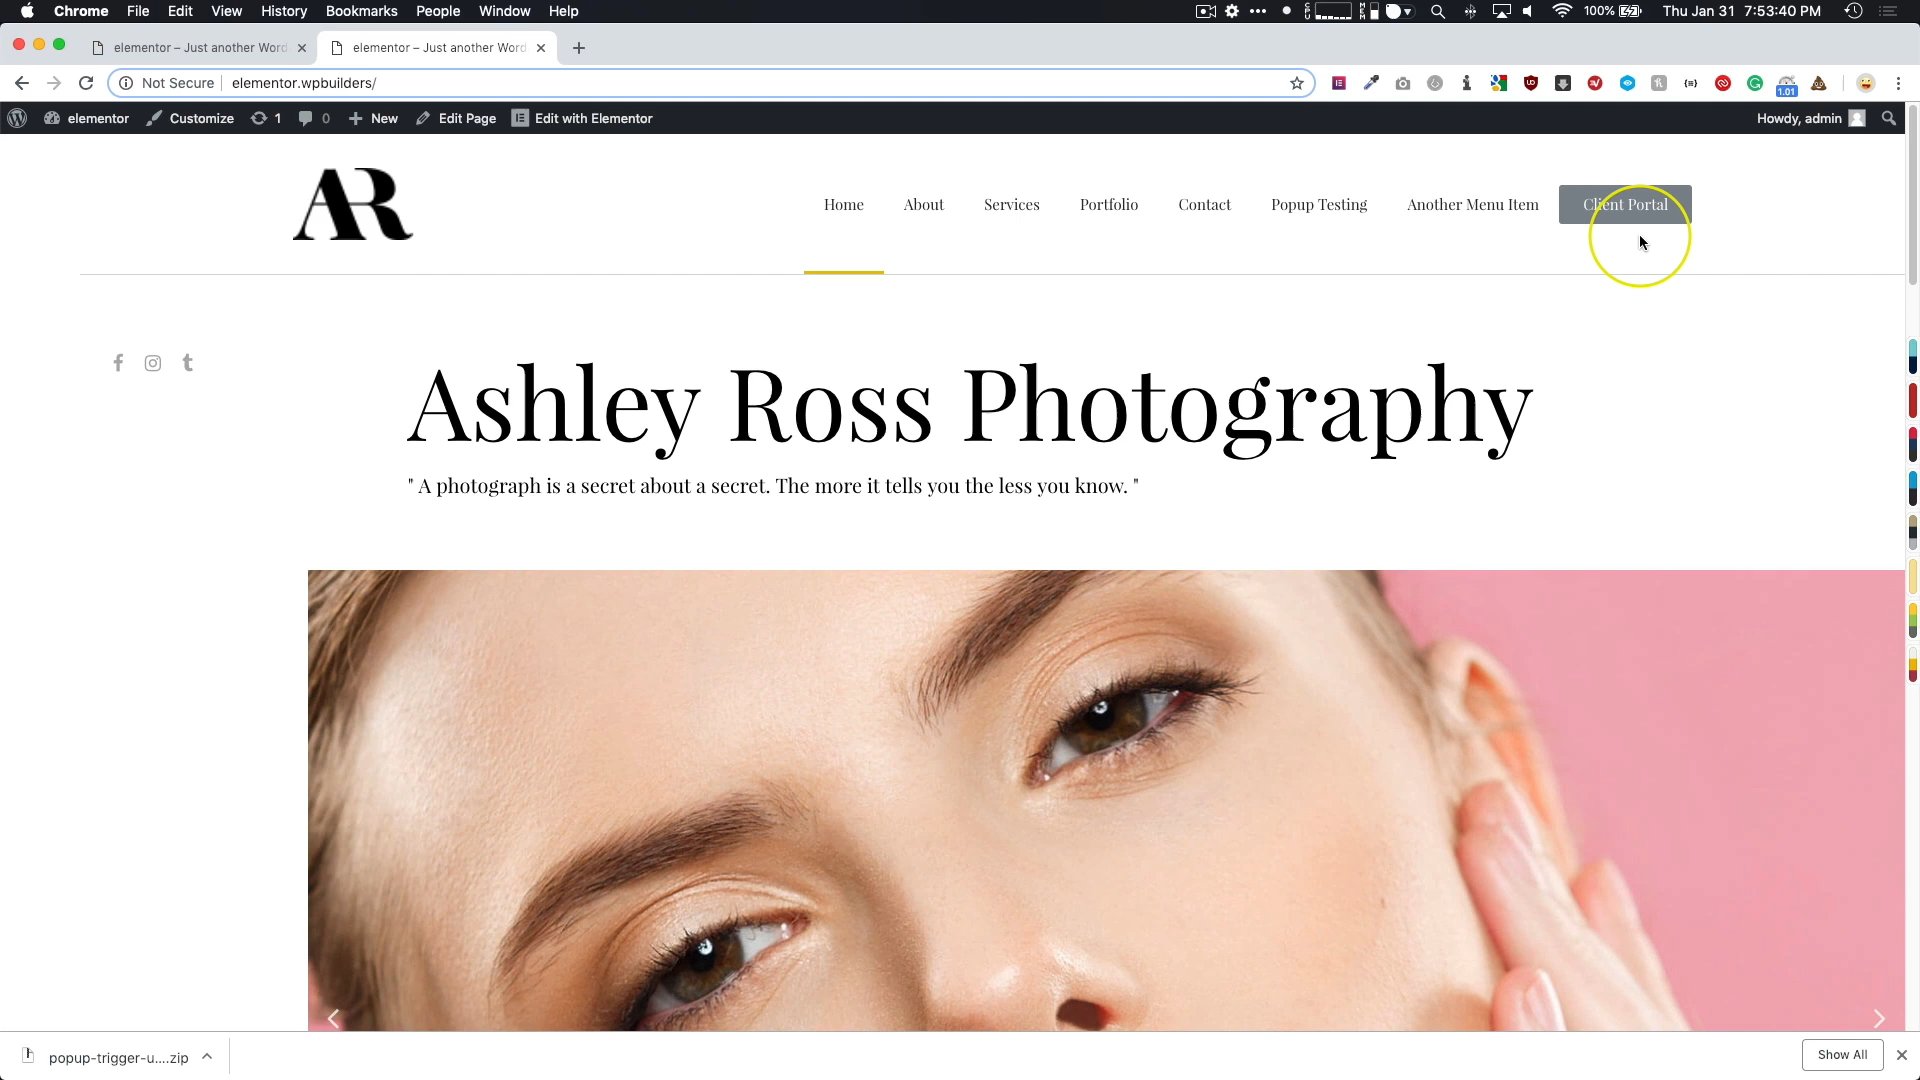 Chrome File Edit View History Bookmarks People Window Help 100% Thu Jan 31 7:53:40 PM
elementor – Just another Word elementor – Just another Word
Not Secure elementor.wpbuilders/ 1.01
elementor Customize 1 0 New Edit Page Edit with Elementor Howdy, admin
AR Home About Services Portfolio Contact Popup Testing Another Menu Item Client Portal
Ashley Ross Photography
" A photograph is a secret about a secret. The more it tells you the less you know. "
popup-trigger-u....zip Show All